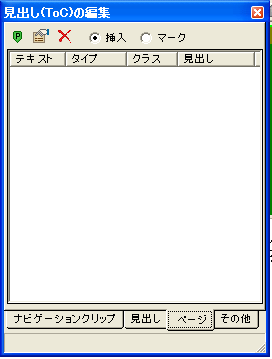 見出し(ToC)の編集
P 挿入 マーク
テキスト タイプ クラス 見出し
ナビゲーションクリップ 見出し ページ その他